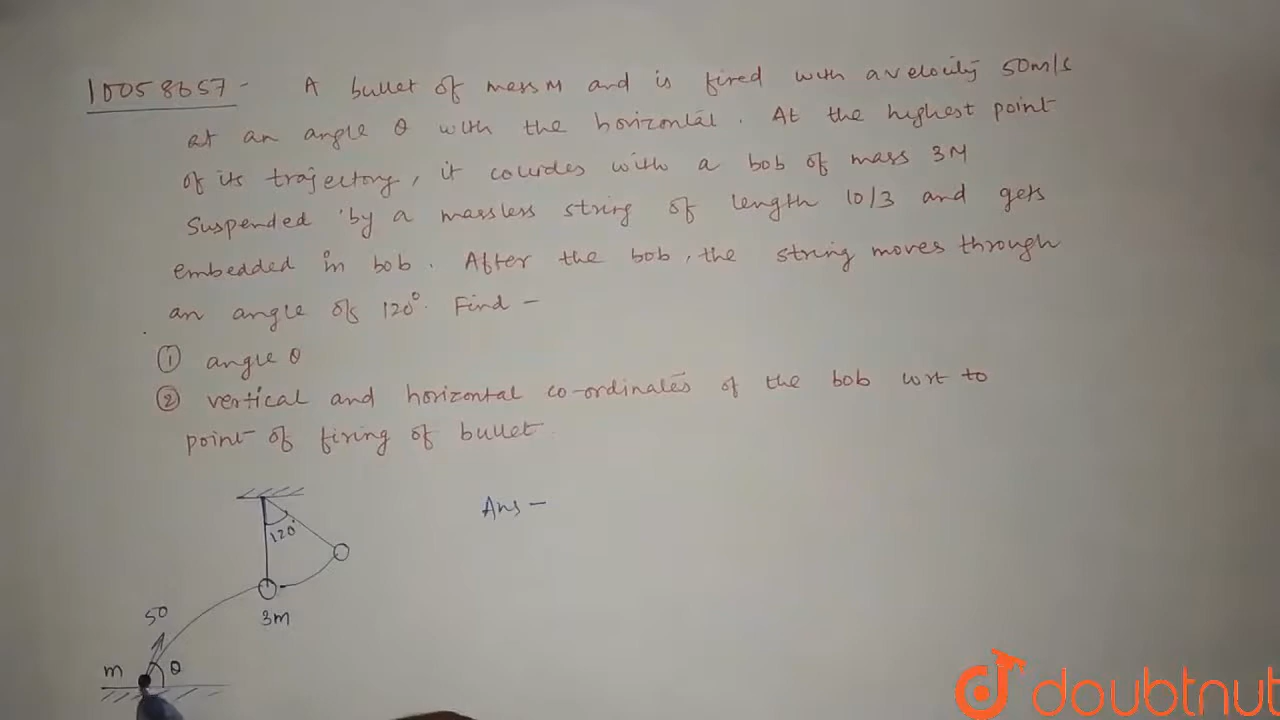 10058657- A bullet of mass M and is fired with a velocity 50m/s
at an angle θ with the horizontal. At the highest point
of its trajectory, it collides with a bob of mass 3M
suspended by a massless string of length 10/3 and gets
embedded in bob. After the bob, the string moves through
an angle of 120°. Find -
① angle θ
② vertical and horizontal co-ordinates of the bob wrt to
point of firing of bullet
Ans -
120°
50
3m
m θ
doubtnut